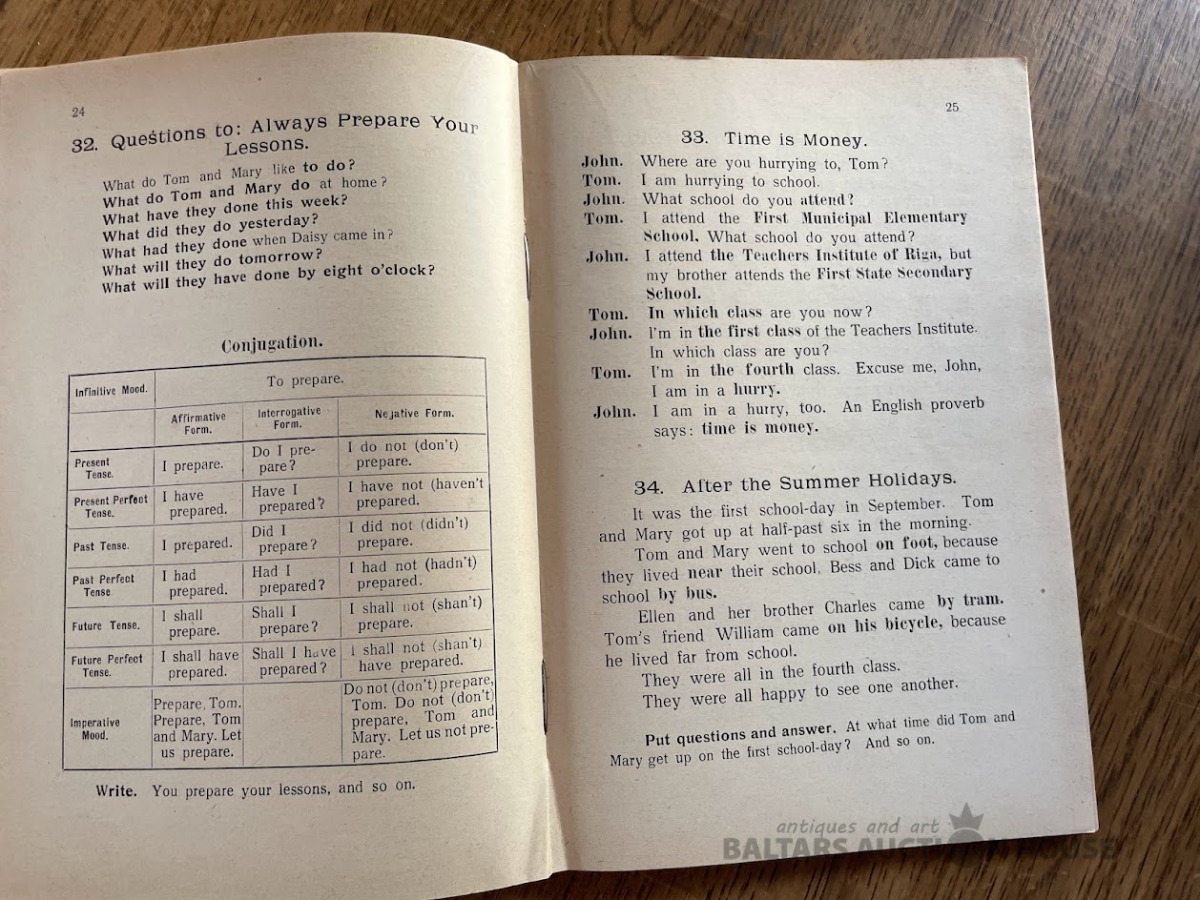 24
32. Questions to: Always Prepare Your
Lessons.
What do Tom and Mary like to do?
What do Tom and Mary do at home?
What have they done this week?
What did they do yesterday?
What had they done when Daisy came in?
What will they do tomorrow?
What will they have done by eight o'clock?
Conjugation.
Infinitive Mood. To prepare.
Affirmative Form. Interrogative Form. Negative Form.
Present Tense. I prepare. Do I pre-pare? I do not (don't) prepare.
Present Perfect Tense. I have prepared. Have I prepared? I have not (haven't prepared.
Past Tense. I prepared. Did I prepare? I did not (didn't) prepare.
Past Perfect Tense I had prepared. Had I prepared? I had not (hadn't) prepared.
Future Tense. I shall prepare. Shall I prepare? I shall not (shan't) prepare.
Future Perfect Tense. I shall have prepared. Shall I have prepared? I shall not (shan't) have prepared.
Imperative Mood. Prepare, Tom. Prepare, Tom and Mary. Let us prepare. Do not (don't) prepare, Tom. Do not (don't) prepare, Tom and Mary. Let us not pre-pare.
Write. You prepare your lessons, and so on.
25
33. Time is Money.
John. Where are you hurrying to, Tom?
Tom. I am hurrying to school.
John. What school do you attend?
Tom. I attend the First Municipal Elementary
School. What school do you attend?
John. I attend the Teachers Institute of Riga, but
my brother attends the First State Secondary
School.
Tom. In which class are you now?
John. I'm in the first class of the Teachers Institute.
In which class are you?
Tom. I'm in the fourth class. Excuse me, John,
I am in a hurry.
John. I am in a hurry, too. An English proverb
says: time is money.
34. After the Summer Holidays.
It was the first school-day in September. Tom
and Mary got up at half-past six in the morning.
Tom and Mary went to school on foot, because
they lived near their school. Bess and Dick came to
school by bus.
Ellen and her brother Charles came by tram.
Tom's friend William came on his bicycle, because
he lived far from school.
They were all in the fourth class.
They were all happy to see one another.
Put questions and answer. At what time did Tom and
Mary get up on the first school-day? And so on.
antiques and art
BALTARS AUCTION HOUSE